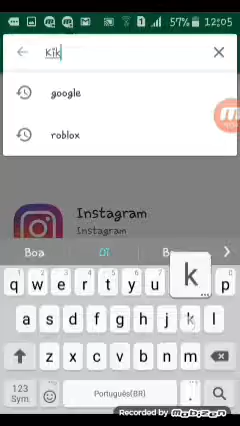 57% 12:05
Kik
google
roblox
Instagram
Instagram
Boa Oi
k
q w e r t y u p
a s d f g h j k l
z x c v b n m
123 Sym. Português(BR) .
Recorded by Mobizen